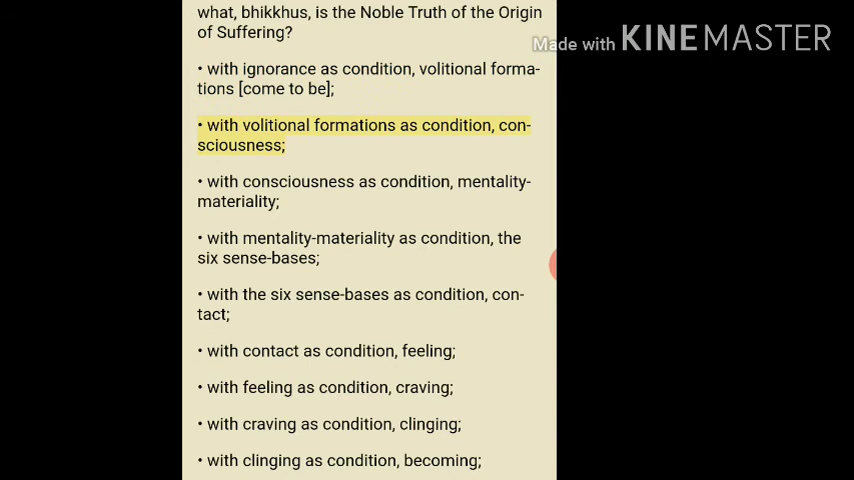 what, bhikkhus, is the Noble Truth of the Origin
of Suffering?
Made with KINEMASTER
• with ignorance as condition, volitional forma-
tions [come to be];
• with volitional formations as condition, con-
sciousness;
• with consciousness as condition, mentality-
materiality;
• with mentality-materiality as condition, the
six sense-bases;
• with the six sense-bases as condition, con-
tact;
• with contact as condition, feeling;
• with feeling as condition, craving;
• with craving as condition, clinging;
• with clinging as condition, becoming;